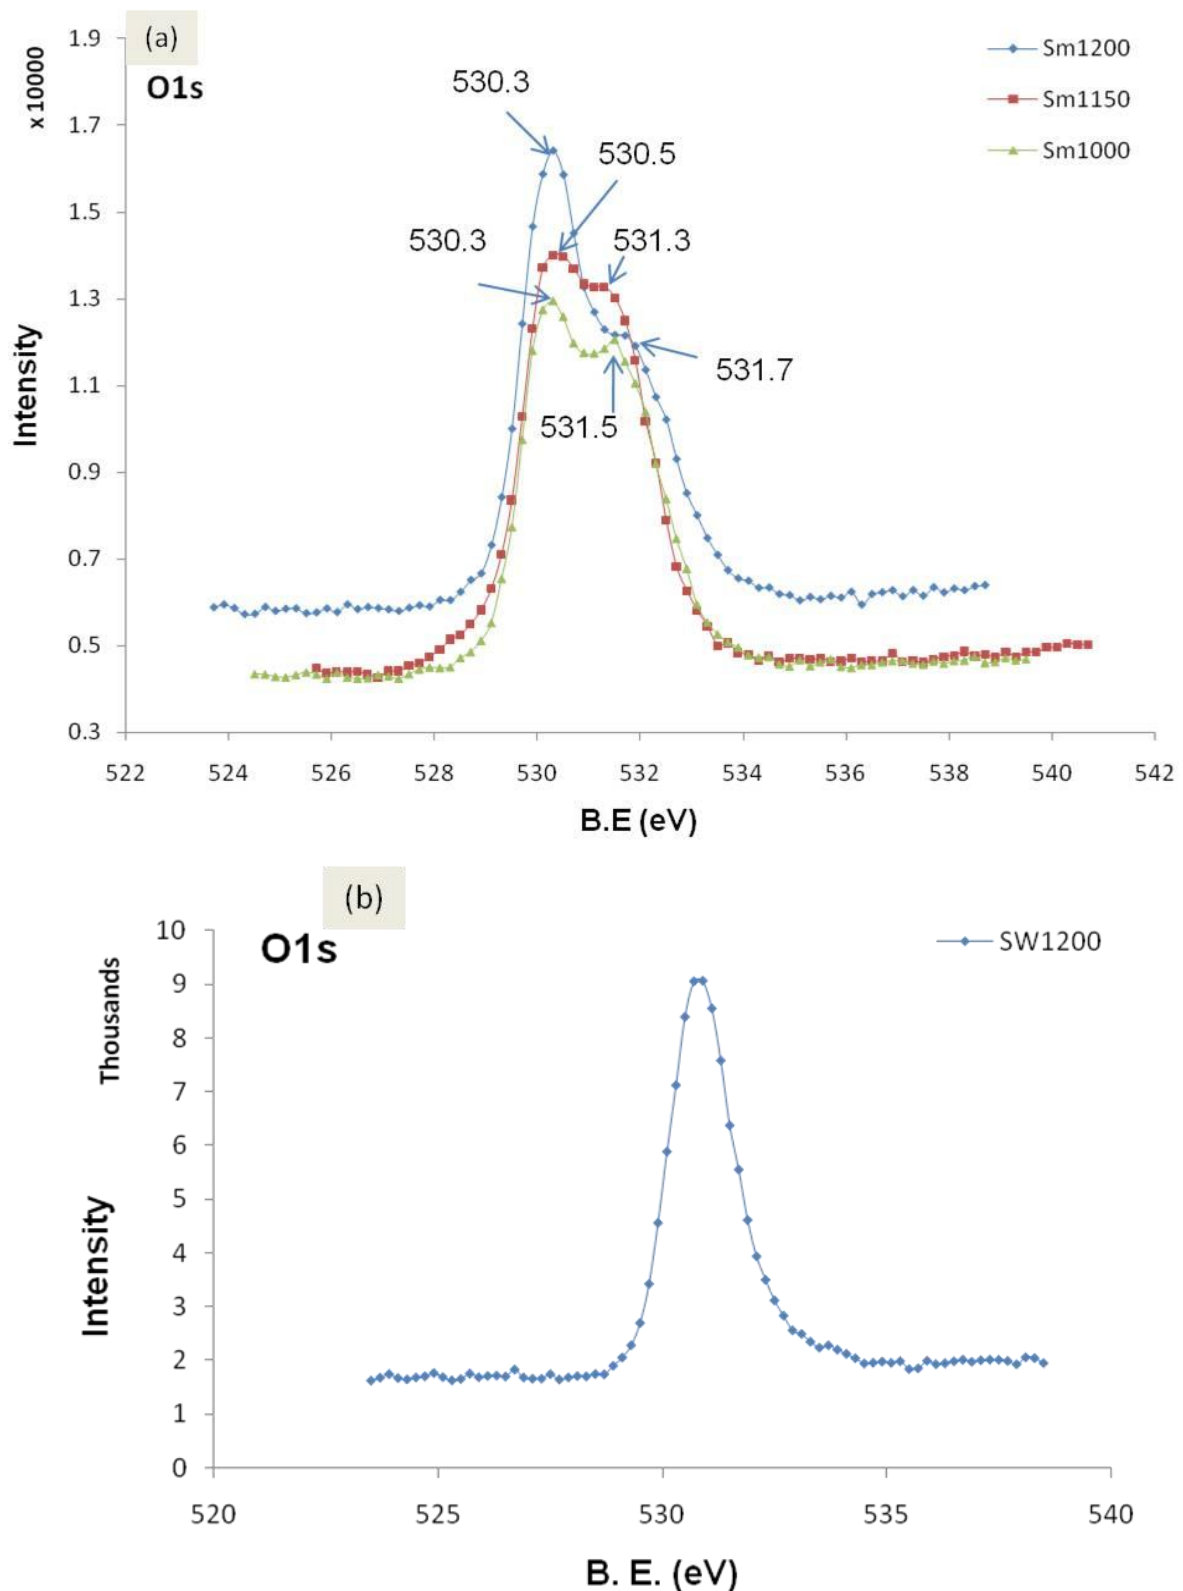 (a)
O1s
x10000
Intensity
1.9
1.7
1.5
1.3
1.1
0.9
0.7
0.5
0.3
Sm1200
Sm1150
Sm1000
530.3
530.5
530.3
531.3
531.7
531.5
522 524 526 528 530 532 534 536 538 540 542
B.E (eV)
(b)
O1s
Thousands
Intensity
10
9
8
7
6
5
4
3
2
1
0
SW1200
520 525 530 535 540
B. E. (eV)